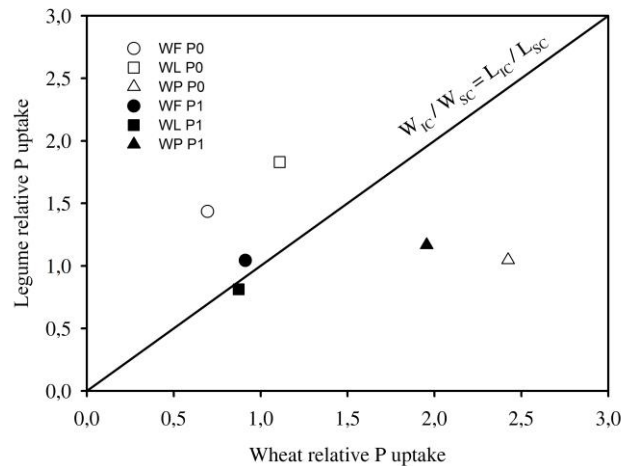 3,0
2,5
2,0
1,5
1,0
0,5
0,0
Legume relative P uptake
WF P0
WL P0
WP P0
WF P1
WL P1
WP P1
W_IC / W_SC = L_IC / L_SC
0,0 0,5 1,0 1,5 2,0 2,5 3,0
Wheat relative P uptake